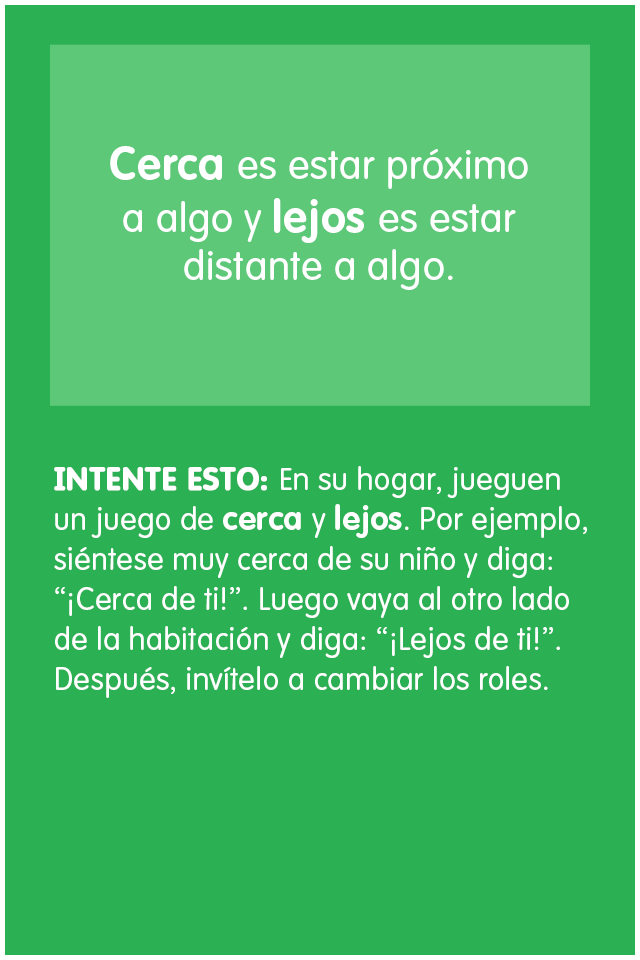 Cerca es estar próximo
a algo y lejos es estar
distante a algo.
INTENTE ESTO: En su hogar, jueguen
un juego de cerca y lejos. Por ejemplo,
siéntese muy cerca de su niño y diga:
“¡Cerca de ti!”. Luego vaya al otro lado
de la habitación y diga: “¡Lejos de ti!”.
Después, invítelo a cambiar los roles.